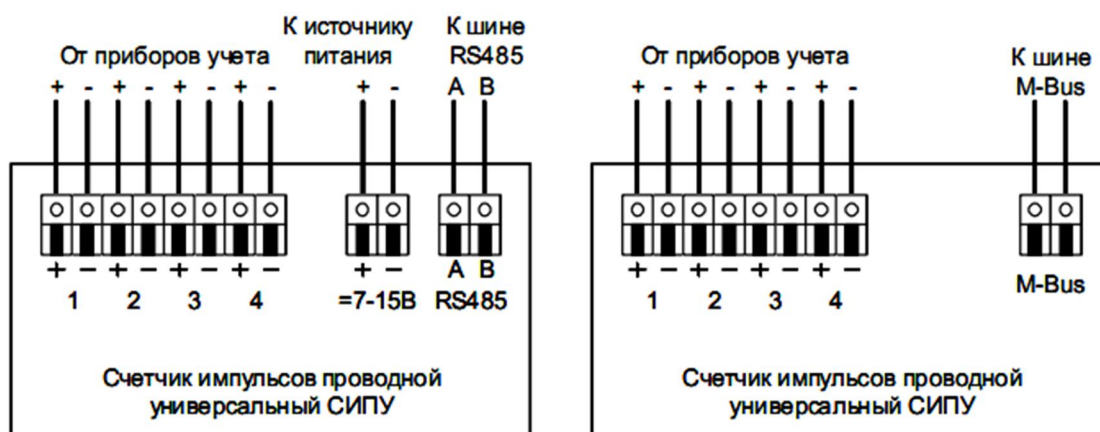 К источнику
питания
К шине
RS485
От приборов учета
+ - + - + - + -
+ -
A B
+ − + − + − + −
+ −
A B
1 2 3 4
=7-15В
RS485
Счетчик импульсов проводной
универсальный СИПУ
От приборов учета
К шине
M-Bus
+ - + - + - + -
+ − + − + − + −
1 2 3 4
M-Bus
Счетчик импульсов проводной
универсальный СИПУ